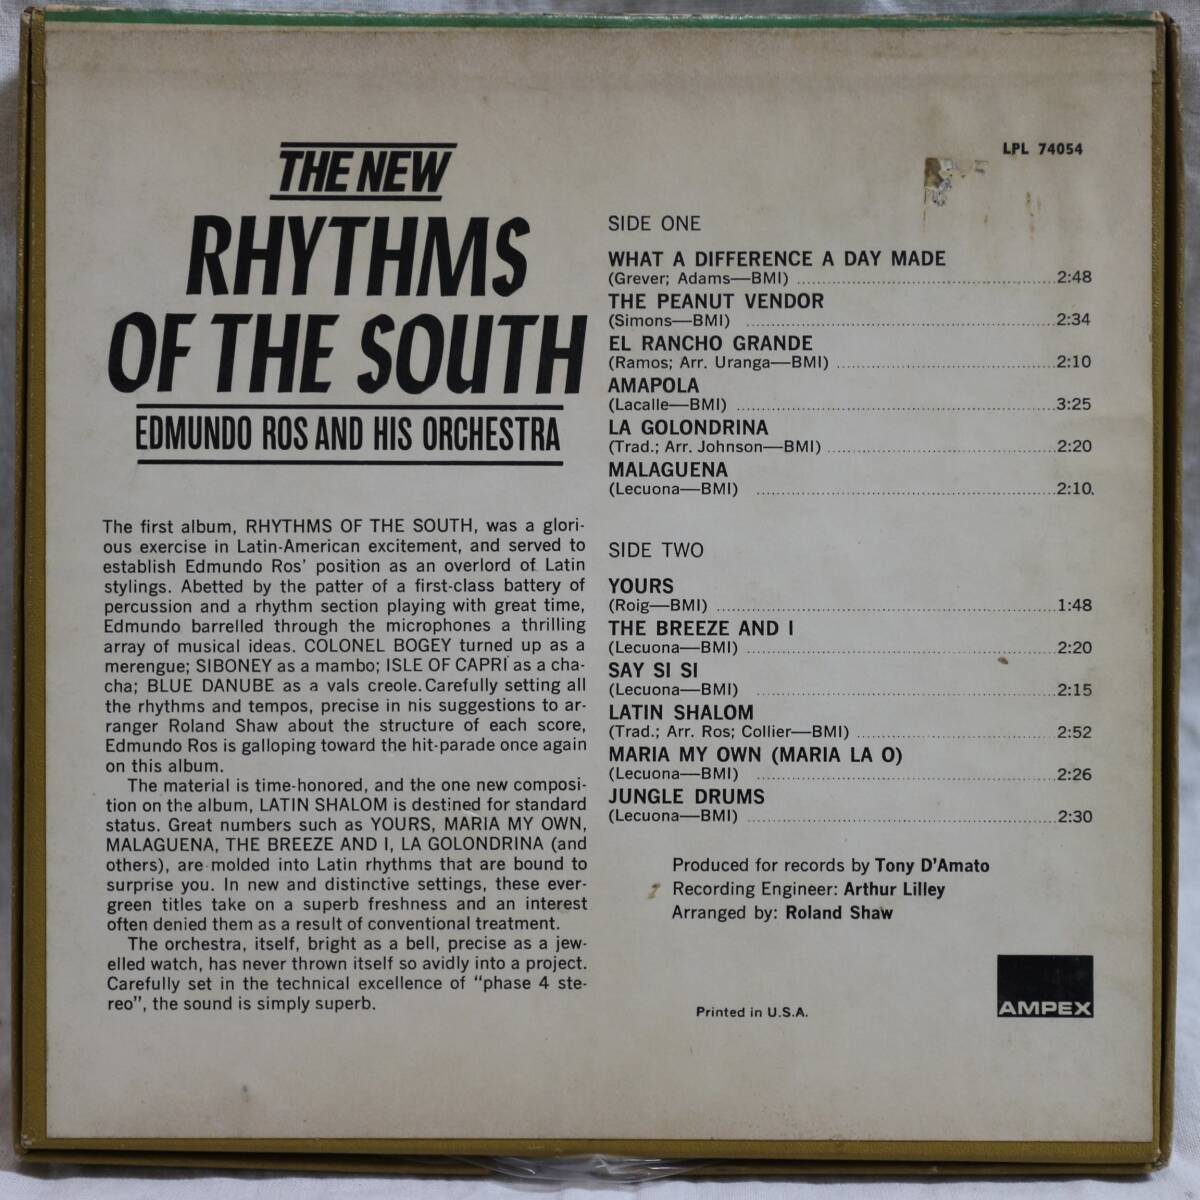 THE NEW
RHYTHMS
OF THE SOUTH
EDMUNDO ROS AND HIS ORCHESTRA
The first album, RHYTHMS OF THE SOUTH, was a glori-
ous exercise in Latin-American excitement, and served to
establish Edmundo Ros' position as an overlord of Latin
stylings. Abetted by the patter of a first-class battery of
percussion and a rhythm section playing with great time,
Edmundo barrelled through the microphones a thrilling
array of musical ideas. COLONEL BOGEY turned up as a
merengue; SIBONEY as a mambo; ISLE OF CAPRI as a cha-
cha; BLUE DANUBE as a vals creole. Carefully setting all
the rhythms and tempos, precise in nis suggestions to ar-
ranger Roland Shaw about the structure of each score,
Edmundo Ros is galloping toward the hit-parade once again
on this album.
The material is time-honored, and the one new composi-
tion on the album, LATIN SHALOM is destined for standard
status. Great numbers such as YOURS, MARIA MY OWN,
MALAGUENA, THE BREEZE AND I, LA GOLONDRINA (and
others), are molded into Latin rhythms that are bound to
surprise you. In new and distinctive settings, these ever-
green titles take on a superb freshness and an interest
often denied them as a result of conventional treatment.
The orchestra, itself, bright as a bell, precise as a jew-
elled watch, has never thrown itself so avidly into a project.
Carefully set in the technical excellence of "phase 4 ste-
reo", the sound is simply superb.
LPL 74054
SIDE ONE
WHAT A DIFFERENCE A DAY MADE
(Grever; Adams—BMI) 2:48
THE PEANUT VENDOR
(Simons—BMI) 2:34
EL RANCHO GRANDE
(Ramos; Arr. Uranga—BMI) 2:10
AMAPOLA
(Lacalle—BMI) 3:25
LA GOLONDRINA
(Trad.; Arr. Johnson—BMI) 2:20
MALAGUENA
(Lecuona—BMI) 2:10.
SIDE TWO
YOURS
(Roig—BMI) 1:48
THE BREEZE AND I
(Lecuona—BMI) 2:20
SAY SI SI
(Lecuona—BMI) 2:15
LATIN SHALOM
(Trad.; Arr. Ros; Collier—BMI) 2:52
MARIA MY OWN (MARIA LA O)
(Lecuona—BMI) 2:26
JUNGLE DRUMS
(Lecuona—BMI) 2:30
Produced for records by Tony D'Amato
Recording Engineer: Arthur Lilley
Arranged by: Roland Shaw
Printed in U.S.A.
AMPEX